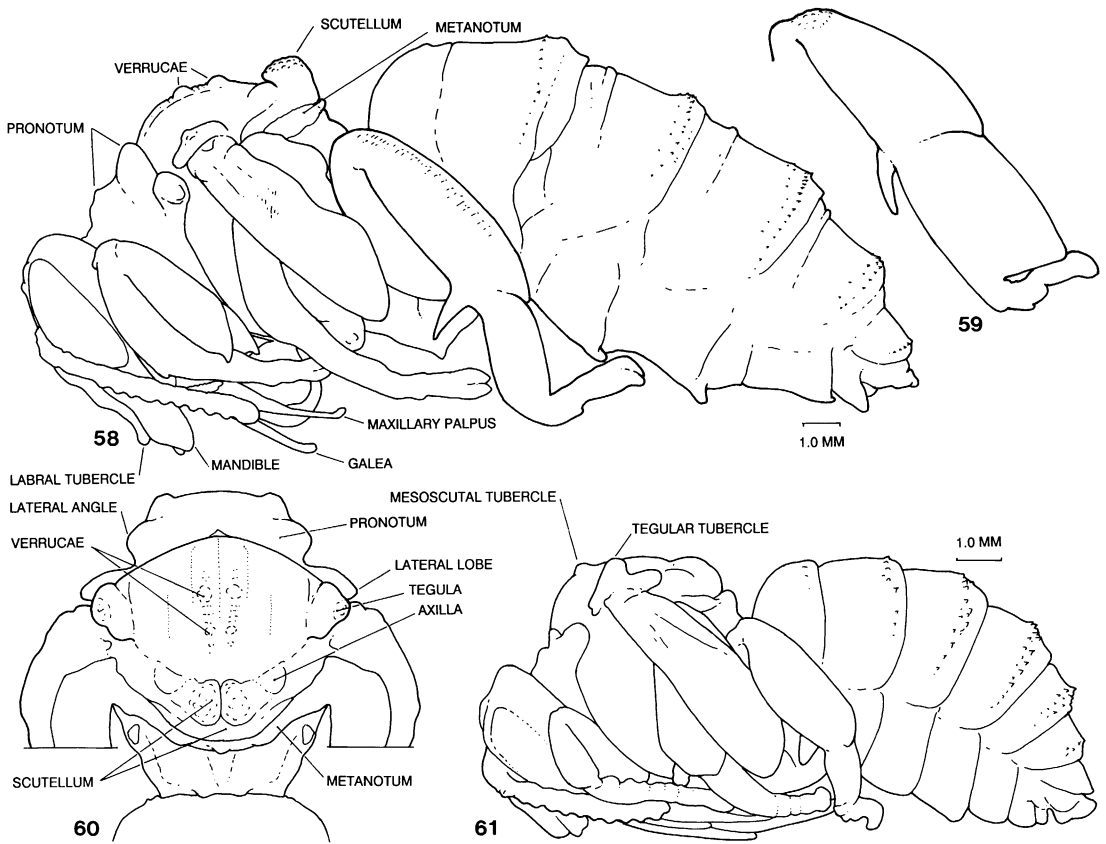 SCUTELLUM
METANOTUM
VERRUCAE
PRONOTUM
59
MAXILLARY PALPUS
1.0 MM
58
MANDIBLE
GALEA
LABRAL TUBERCLE
LATERAL ANGLE
VERRUCAE
PRONOTUM
LATERAL LOBE
TEGULA
AXILLA
SCUTELLUM
METANOTUM
60
MESOSCUTAL TUBERCLE
TEGULAR TUBERCLE
1.0 MM
61